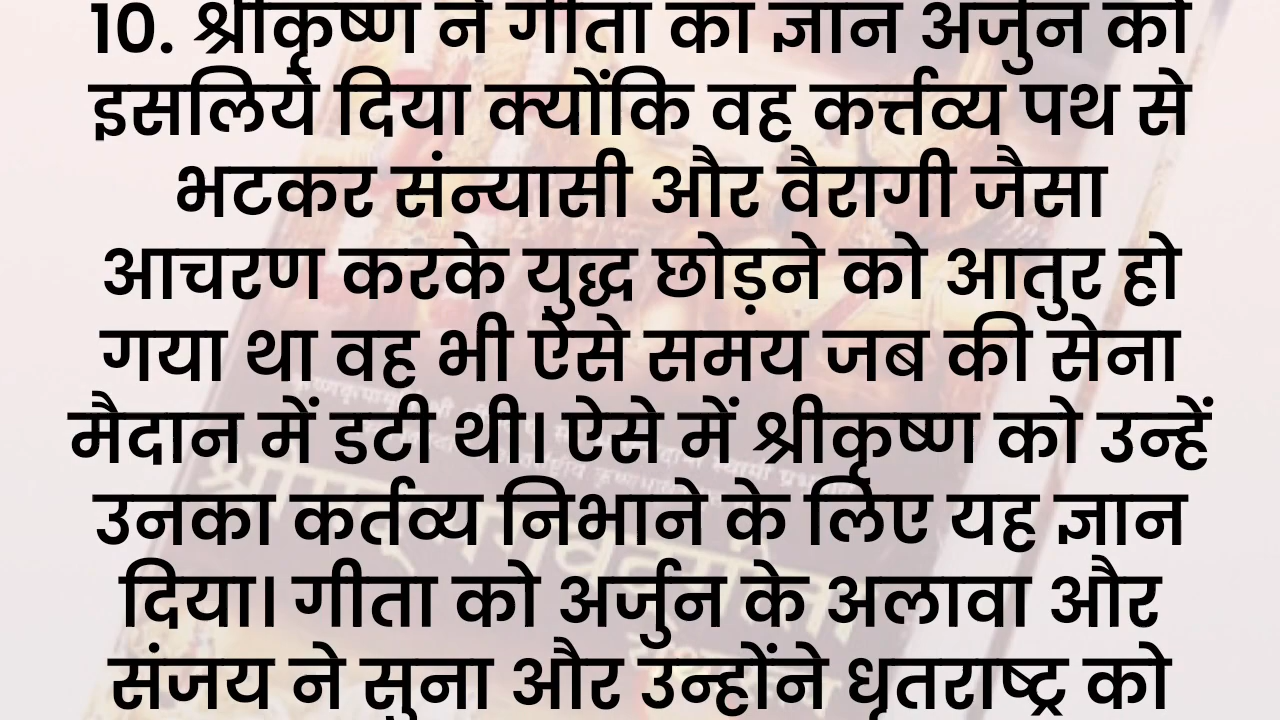 10. श्रीकृष्ण ने गीता का ज्ञान अर्जुन को
इसलिये दिया क्योंकि वह कर्त्तव्य पथ से
भटकर संन्यासी और वैरागी जैसा
आचरण करके युद्ध छोड़ने को आतुर हो
गया था वह भी ऐसे समय जब की सेना
मैदान में डटी थी। ऐसे में श्रीकृष्ण को उन्हें
उनका कर्तव्य निभाने के लिए यह ज्ञान
दिया। गीता को अर्जुन के अलावा और
संजय ने सुना और उन्होंने धृतराष्ट्र को